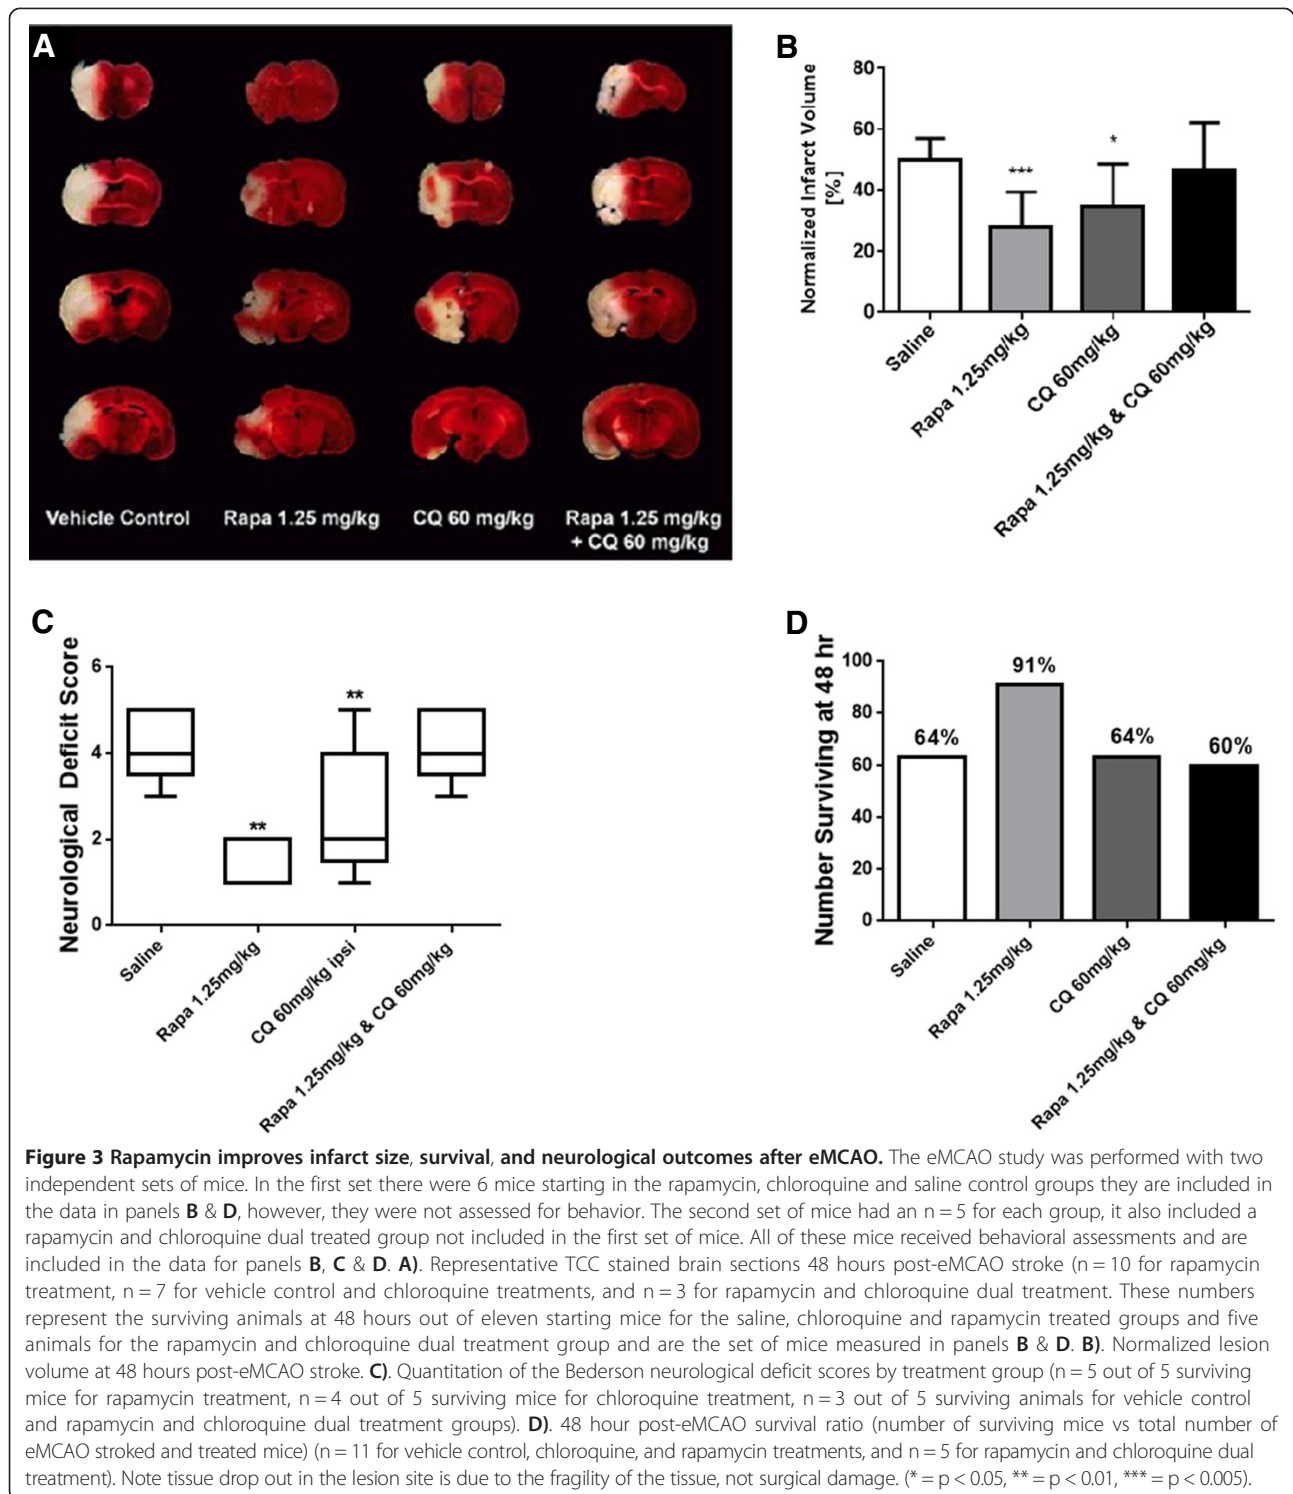 A
Vehicle Control
Rapa 1.25 mg/kg
CQ 60 mg/kg
Rapa 1.25 mg/kg
+ CQ 60 mg/kg
B
Normalized Infarct Volume
[%]
80
60
40
20
0
***
*
Saline
Rapa 1.25mg/kg
CQ 60mg/kg
Rapa 1.25mg/kg & CQ 60mg/kg
C
Neurological Deficit Score
6
4
2
0
**
**
Saline
Rapa 1.25mg/kg
CQ 60mg/kg ipsi
Rapa 1.25mg/kg & CQ 60mg/kg
D
Number Surviving at 48 hr
100
80
60
40
20
0
64%
91%
64%
60%
Saline
Rapa 1.25mg/kg
CQ 60mg/kg
Rapa 1.25mg/kg & CQ 60mg/kg
Figure 3 Rapamycin improves infarct size, survival, and neurological outcomes after eMCAO. The eMCAO study was performed with two
independent sets of mice. In the first set there were 6 mice starting in the rapamycin, chloroquine and saline control groups they are included in
the data in panels B & D, however, they were not assessed for behavior. The second set of mice had an n = 5 for each group, it also included a
rapamycin and chloroquine dual treated group not included in the first set of mice. All of these mice received behavioral assessments and are
included in the data for panels B, C & D. A). Representative TCC stained brain sections 48 hours post-eMCAO stroke (n = 10 for rapamycin
treatment, n = 7 for vehicle control and chloroquine treatments, and n = 3 for rapamycin and chloroquine dual treatment. These numbers
represent the surviving animals at 48 hours out of eleven starting mice for the saline, chloroquine and rapamycin treated groups and five
animals for the rapamycin and chloroquine dual treatment group and are the set of mice measured in panels B & D. B). Normalized lesion
volume at 48 hours post-eMCAO stroke. C). Quantitation of the Bederson neurological deficit scores by treatment group (n = 5 out of 5 surviving
mice for rapamycin treatment, n = 4 out of 5 surviving mice for chloroquine treatment, n = 3 out of 5 surviving animals for vehicle control
and rapamycin and chloroquine dual treatment groups). D). 48 hour post-eMCAO survival ratio (number of surviving mice vs total number of
eMCAO stroked and treated mice) (n = 11 for vehicle control, chloroquine, and rapamycin treatments, and n = 5 for rapamycin and chloroquine dual
treatment). Note tissue drop out in the lesion site is due to the fragility of the tissue, not surgical damage. (* = p < 0.05, ** = p < 0.01, *** = p < 0.005).